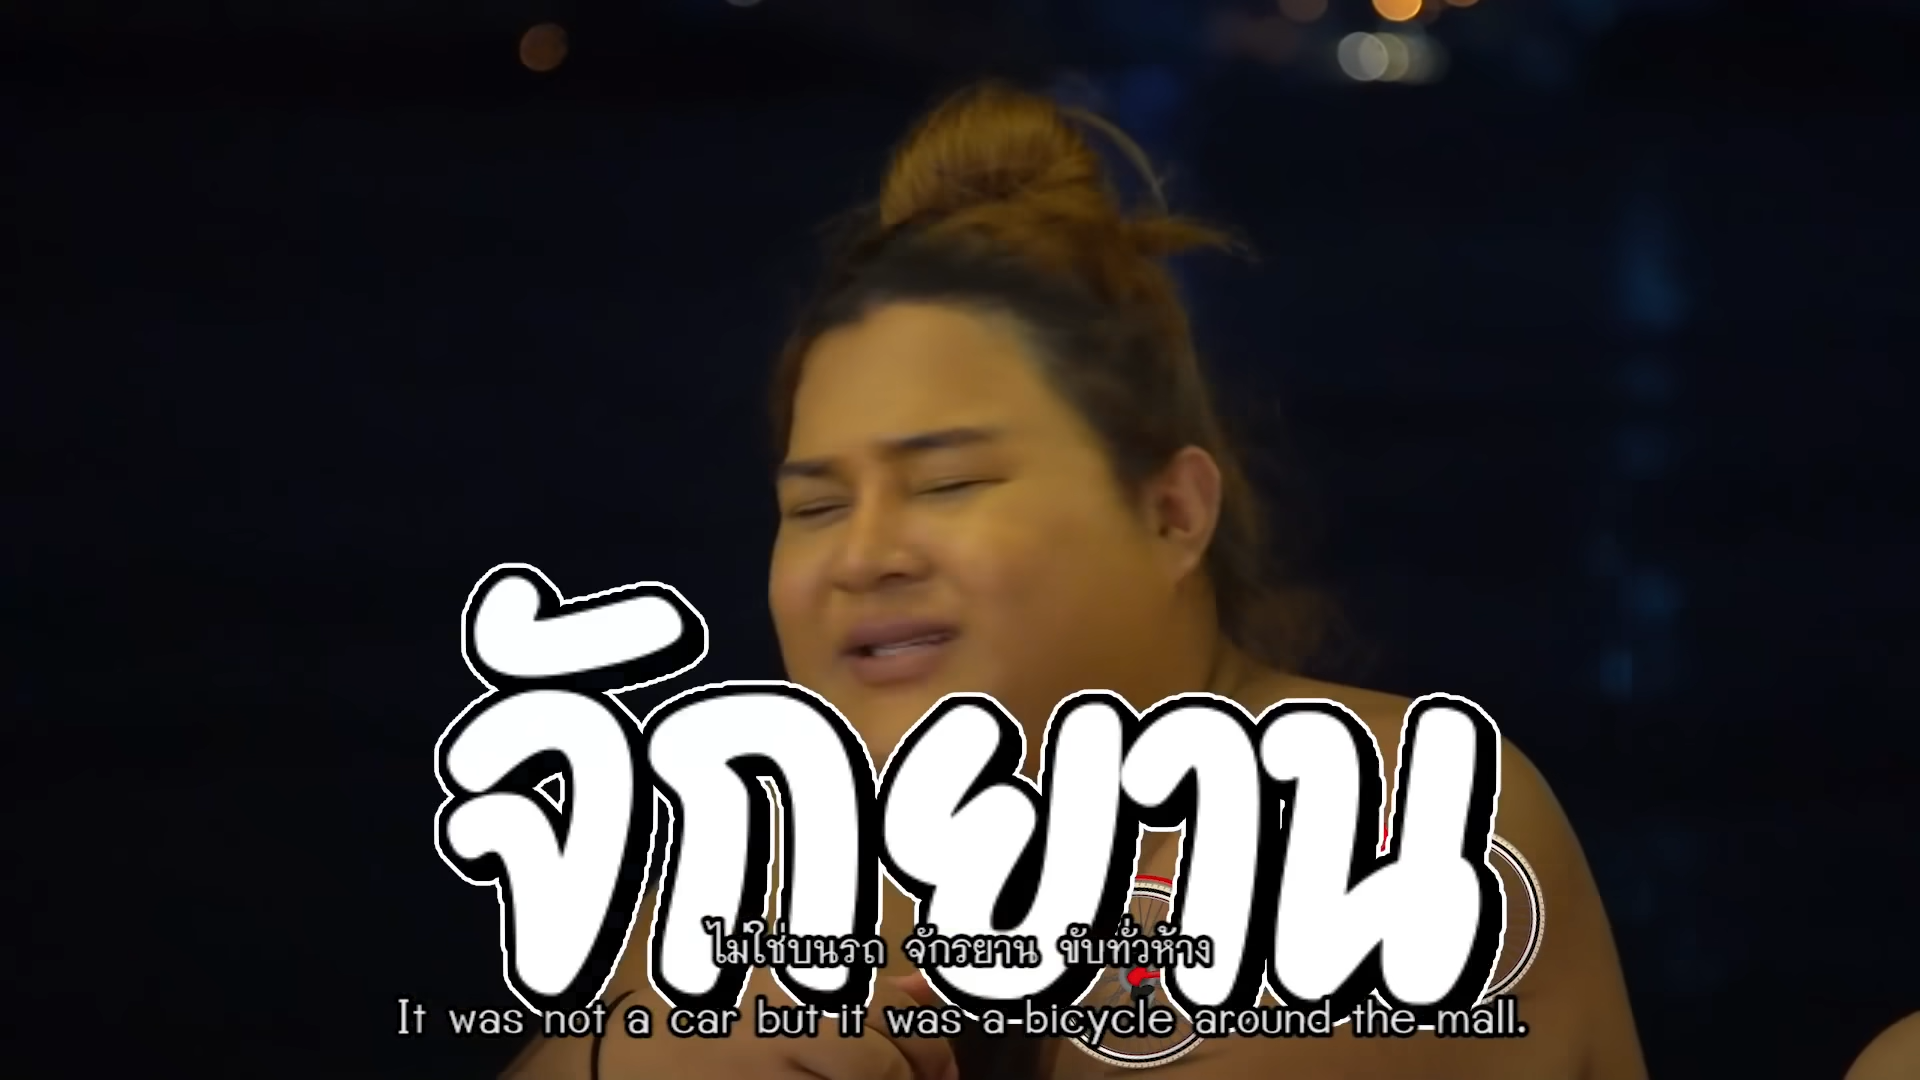 จักยาน
ไม่ใช่บนรถ จักรยาน ขับทั่วห้าง
It was not a car but it was a bicycle around the mall.